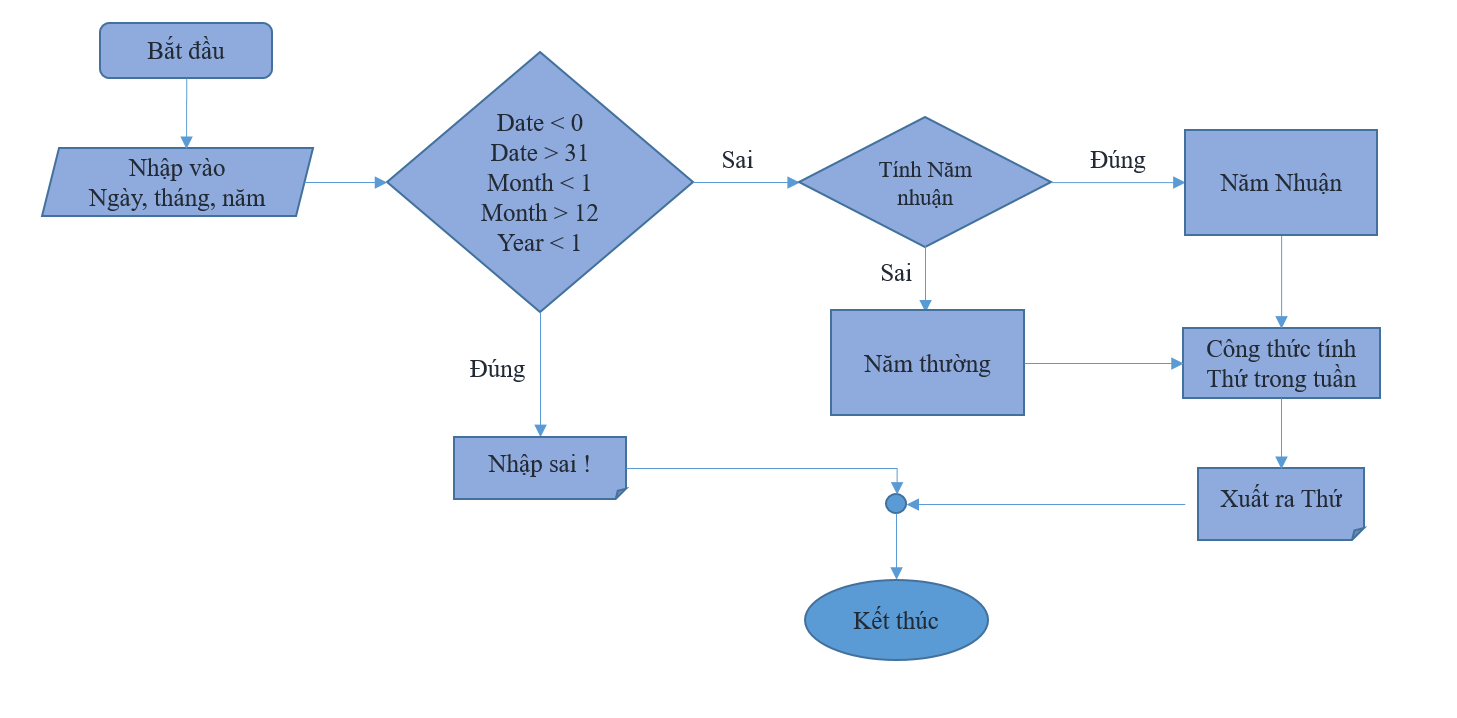 Bắt đầu
Nhập vào
Ngày, tháng, năm
Date < 0
Date > 31
Month < 1
Month > 12
Year < 1
Sai
Tính Năm
nhuận
Đúng
Năm Nhuận
Sai
Năm thường
Công thức tính
Thứ trong tuần
Đúng
Nhập sai !
Xuất ra Thứ
Kết thúc